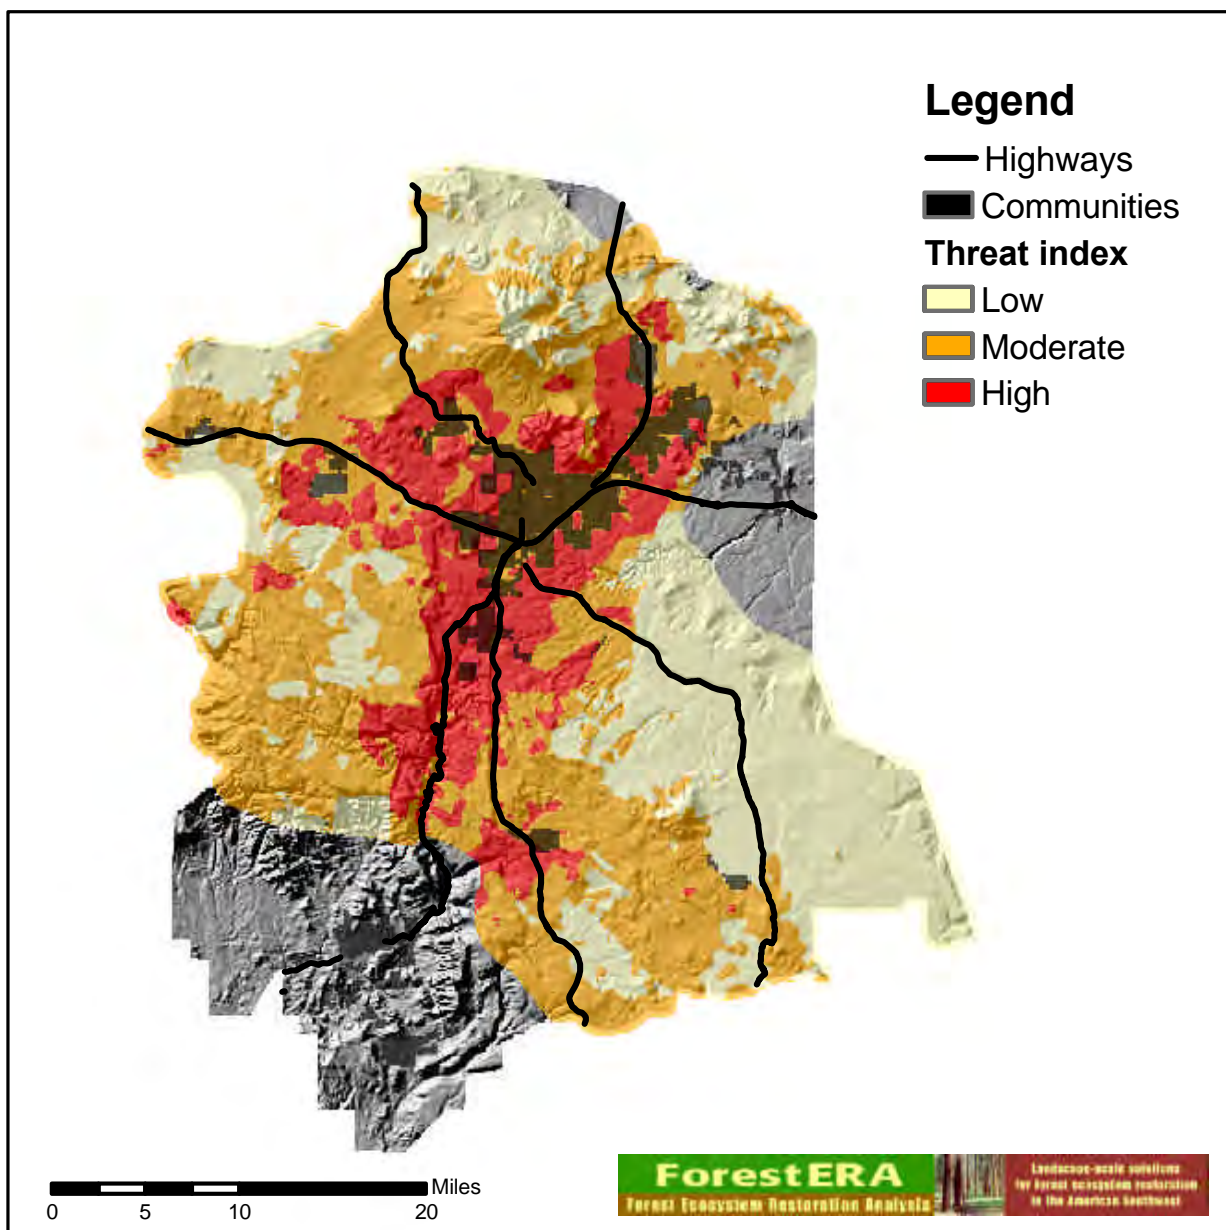 Legend
Highways
Communities
Threat index
Low
Moderate
High
Miles
0 5 10 20
ForestERA
Forest Ecosystem Restoration Analysis
Landscape-scale solutions
for forest ecosystem restoration
in the American Southwest